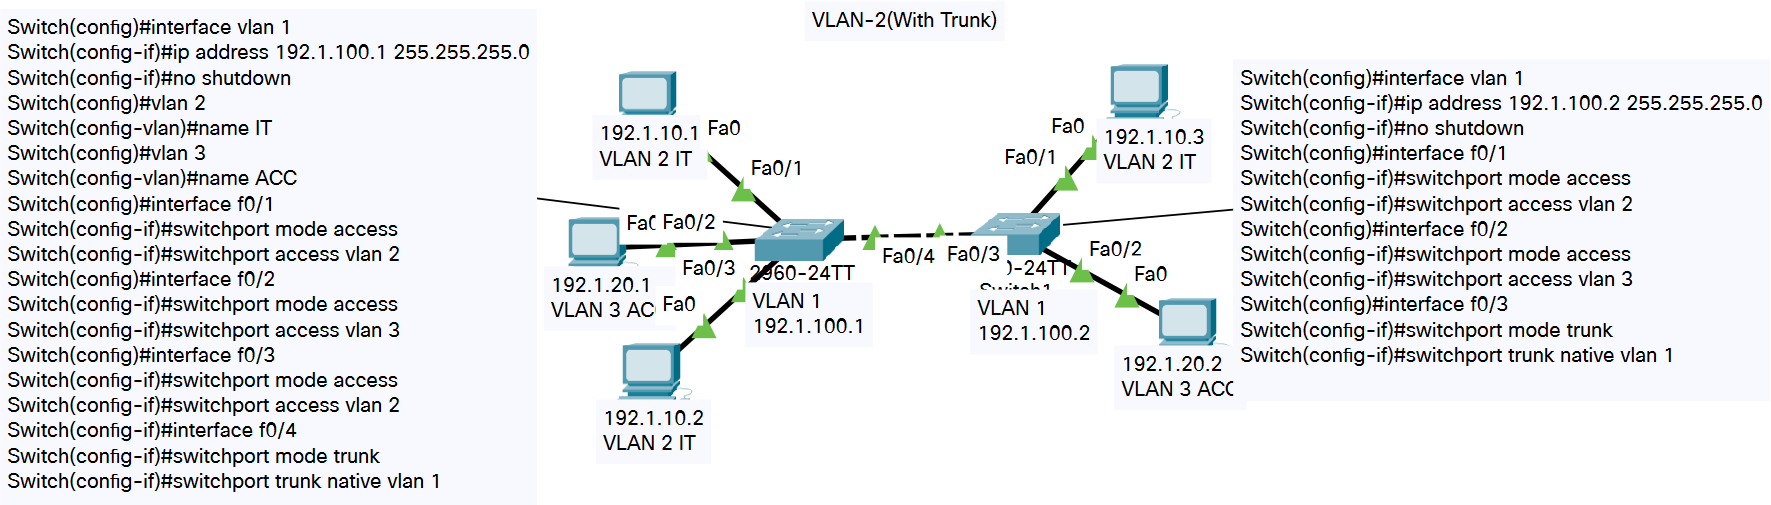 VLAN-2(With Trunk)
Switch(config)#interface vlan 1
Switch(config-if)#ip address 192.1.100.1 255.255.255.0
Switch(config-if)#no shutdown
Switch(config)#vlan 2
Switch(config-vlan)#name IT
Switch(config-if)#vlan 3
Switch(config-vlan)#name ACC
Switch(config)#interface f0/1
Switch(config-if)#switchport mode access
Switch(config-if)#switchport access vlan 2
Switch(config)#interface f0/2
Switch(config-if)#switchport mode access
Switch(config-if)#switchport access vlan 3
Switch(config)#interface f0/3
Switch(config-if)#switchport mode access
Switch(config-if)#switchport access vlan 2
Switch(config-if)#interface f0/4
Switch(config-if)#switchport mode trunk
Switch(config-if)#switchport trunk native vlan 1
192.1.10.1
VLAN 2 IT
Fa0
Fa0/1
Fa0/2
192.1.20.1
VLAN 3 AC
Fa0/3
Fa0
192.1.10.2
VLAN 2 IT
2960-24TT
VLAN 1
192.1.100.1
Fa0/4
Fa0/3
-24TT
VLAN 1
192.1.100.2
Fa0/1
Fa0
192.1.10.3
VLAN 2 IT
Fa0/2
Fa0
192.1.20.2
VLAN 3 ACC
Switch(config)#interface vlan 1
Switch(config-if)#ip address 192.1.100.2 255.255.255.0
Switch(config-if)#no shutdown
Switch(config-if)#interface f0/1
Switch(config-if)#switchport mode access
Switch(config-if)#switchport access vlan 2
Switch(config)#interface f0/2
Switch(config-if)#switchport mode access
Switch(config-if)#switchport access vlan 3
Switch(config)#interface f0/3
Switch(config-if)#switchport mode trunk
Switch(config-if)#switchport trunk native vlan 1